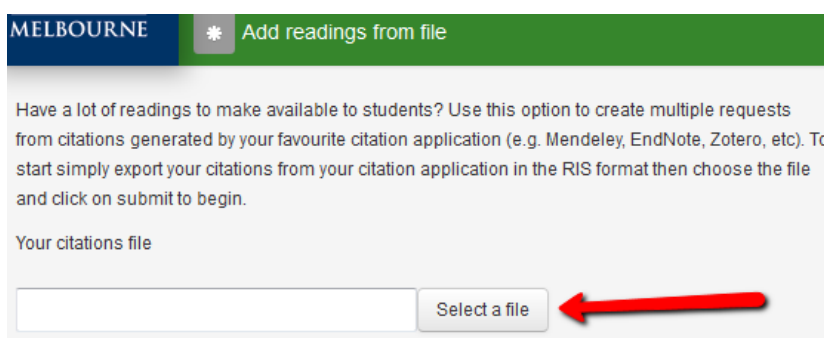 MELBOURNE
Add readings from file
Have a lot of readings to make available to students? Use this option to create multiple requests
from citations generated by your favourite citation application (e.g. Mendeley, EndNote, Zotero, etc). To
start simply export your citations from your citation application in the RIS format then choose the file
and click on submit to begin.
Your citations file
Select a file